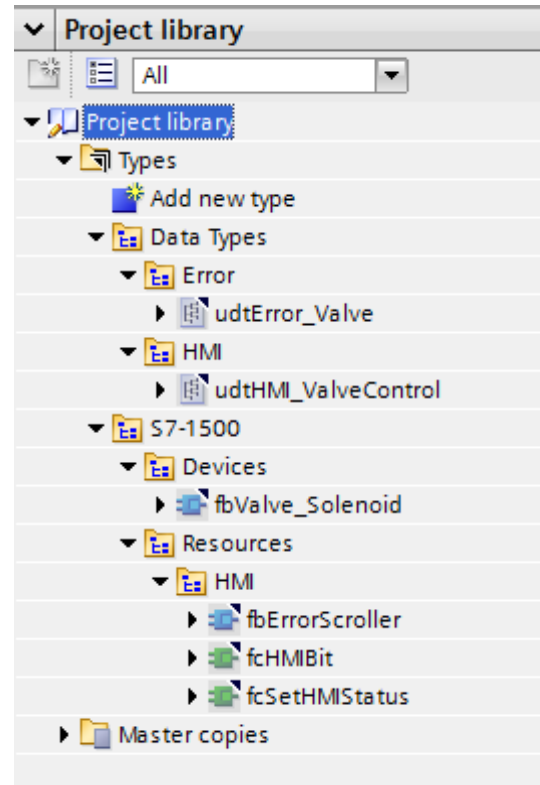 Project library
All
Project library
Types
Add new type
Data Types
Error
udtError_Valve
HMI
udtHMI_ValveControl
S7-1500
Devices
fbValve_Solenoid
Resources
HMI
fbErrorScroller
fcHMIBit
fcSetHMIStatus
Master copies